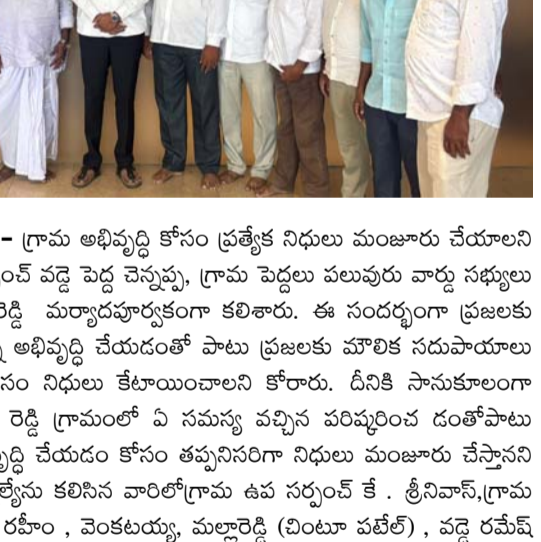 - గ్రామ అభివృద్ధి కోసం ప్రత్యేక నిధులు మంజూరు చేయాలని
వడ్డె పెద్ద చెన్నప్ప, గ్రామ పెద్దలు పలువురు వార్డు సభ్యులు
రెడ్డి మర్యాదపూర్వకంగా కలిశారు. ఈ సందర్భంగా ప్రజలకు
అభివృద్ధి చేయడంతో పాటు ప్రజలకు మౌలిక సదుపాయాలు
సం నిధులు కేటాయించాలని కోరారు. దీనికి సానుకూలంగా
రెడ్డి గ్రామంలో ఏ సమస్య వచ్చిన పరిష్కరించ డంతోపాటు
చేయడం కోసం తప్పనిసరిగా నిధులు మంజూరు చేస్తానని
ల్యేను కలిసిన వారిలోగ్రామ ఉప సర్పంచ్ కే . శ్రీనివాస్,గ్రామ
రహీం , వెంకటయ్య, మల్లారెడ్డి (చింటూ పటేల్) , వడ్డె రమేష్